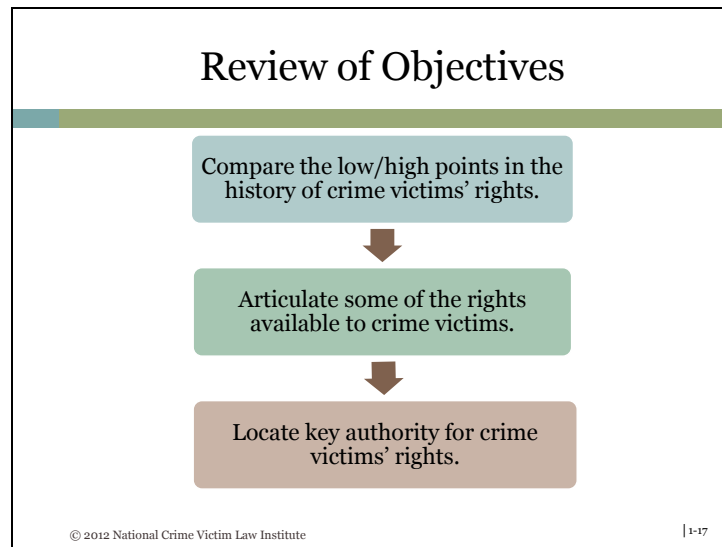 Review of Objectives
Compare the low/high points in the
history of crime victims’ rights.
Articulate some of the rights
available to crime victims.
Locate key authority for crime
victims’ rights.
© 2012 National Crime Victim Law Institute
| 1-17